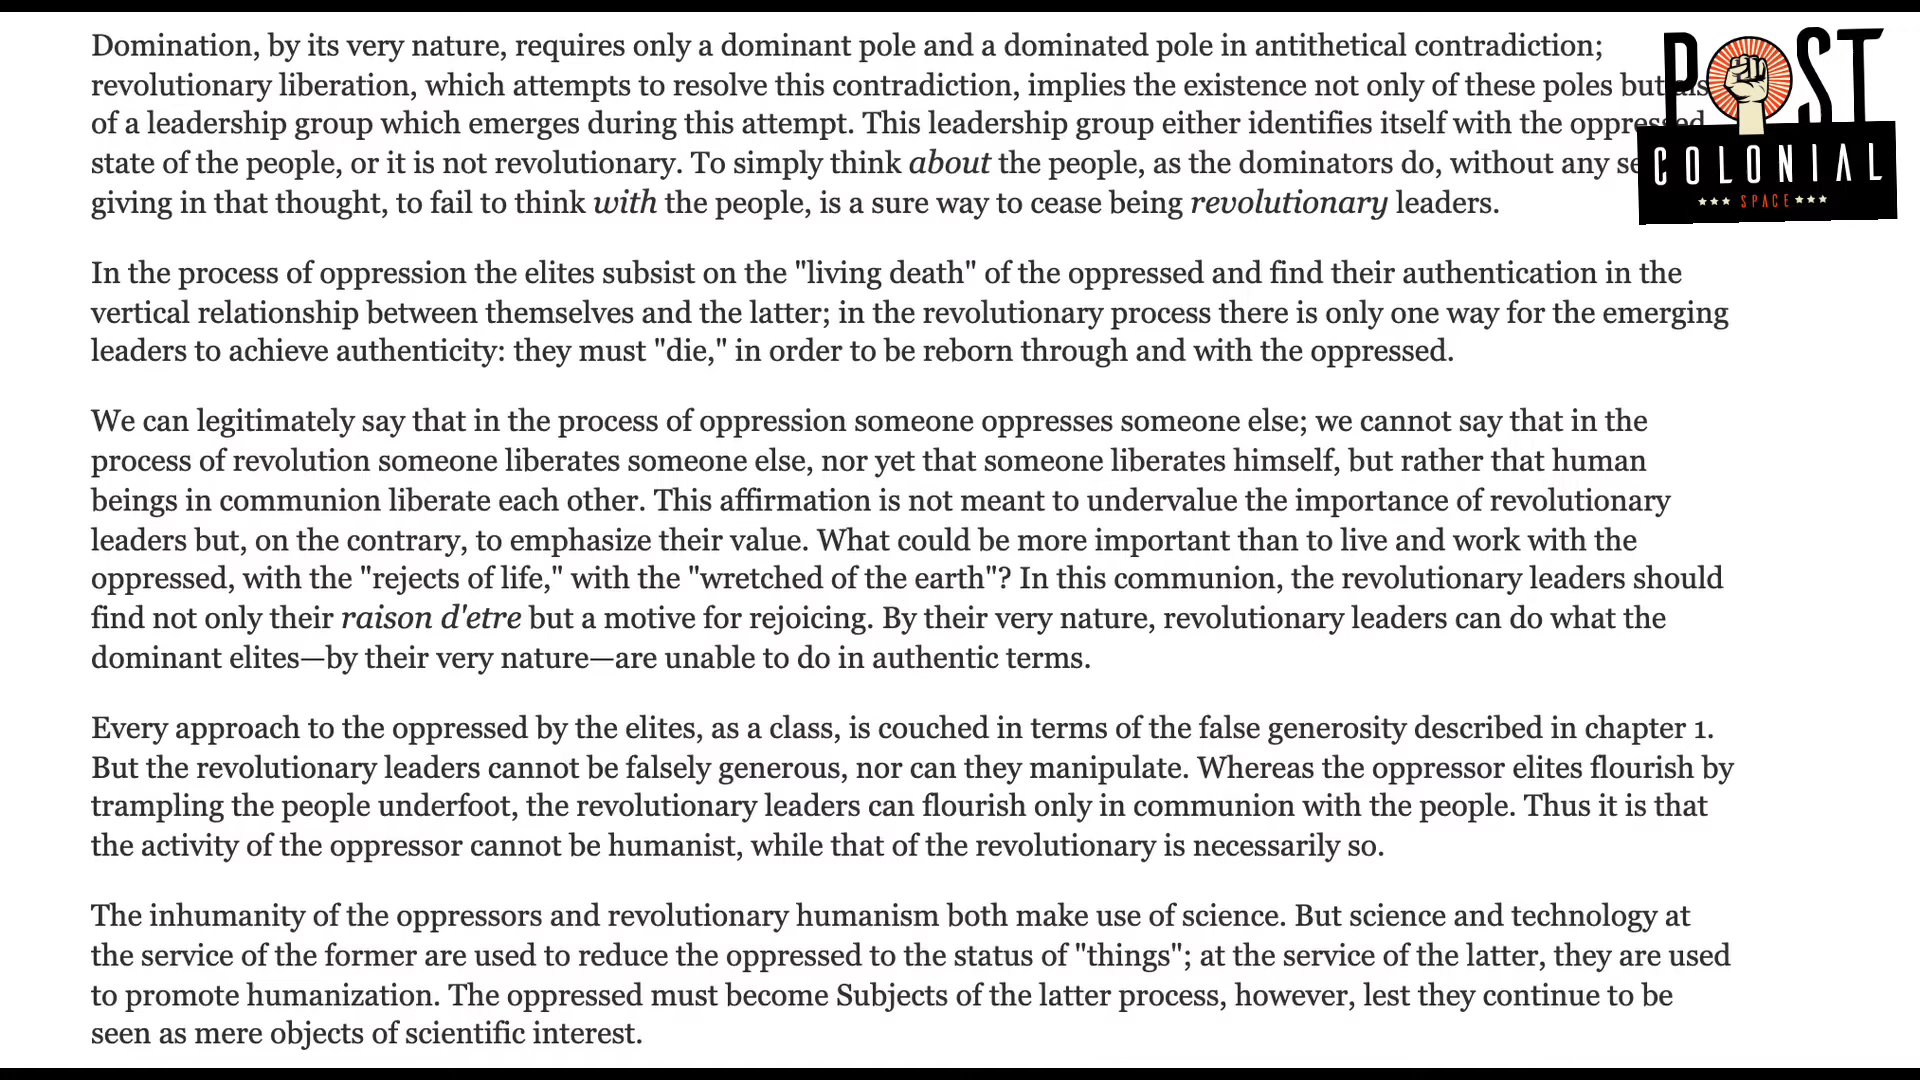 Domination, by its very nature, requires only a dominant pole and a dominated pole in antithetical contradiction;
revolutionary liberation, which attempts to resolve this contradiction, implies the existence not only of these poles but
of a leadership group which emerges during this attempt. This leadership group either identifies itself with the oppressed
state of the people, or it is not revolutionary. To simply think about the people, as the dominators do, without any
giving in that thought, to fail to think with the people, is a sure way to cease being revolutionary leaders.
In the process of oppression the elites subsist on the "living death" of the oppressed and find their authentication in the
vertical relationship between themselves and the latter; in the revolutionary process there is only one way for the emerging
leaders to achieve authenticity: they must "die," in order to be reborn through and with the oppressed.
We can legitimately say that in the process of oppression someone oppresses someone else; we cannot say that in the
process of revolution someone liberates someone else, nor yet that someone liberates himself, but rather that human
beings in communion liberate each other. This affirmation is not meant to undervalue the importance of revolutionary
leaders but, on the contrary, to emphasize their value. What could be more important than to live and work with the
oppressed, with the "rejects of life," with the "wretched of the earth"? In this communion, the revolutionary leaders should
find not only their raison d'etre but a motive for rejoicing. By their very nature, revolutionary leaders can do what the
dominant elites—by their very nature—are unable to do in authentic terms.
Every approach to the oppressed by the elites, as a class, is couched in terms of the false generosity described in chapter 1.
But the revolutionary leaders cannot be falsely generous, nor can they manipulate. Whereas the oppressor elites flourish by
trampling the people underfoot, the revolutionary leaders can flourish only in communion with the people. Thus it is that
the activity of the oppressor cannot be humanist, while that of the revolutionary is necessarily so.
The inhumanity of the oppressors and revolutionary humanism both make use of science. But science and technology at
the service of the former are used to reduce the oppressed to the status of "things"; at the service of the latter, they are used
to promote humanization. The oppressed must become Subjects of the latter process, however, lest they continue to be
seen as mere objects of scientific interest.
POST
COLONIAL
SPACE